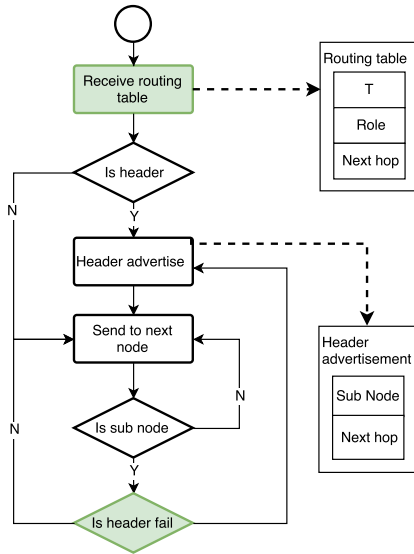 Receive routing
table
Routing table
T
Role
Next hop
Is header
N
Y
Header advertise
Send to next
node
Header
advertisement
Sub Node
Next hop
N
Is sub node
N
Y
Is header fail